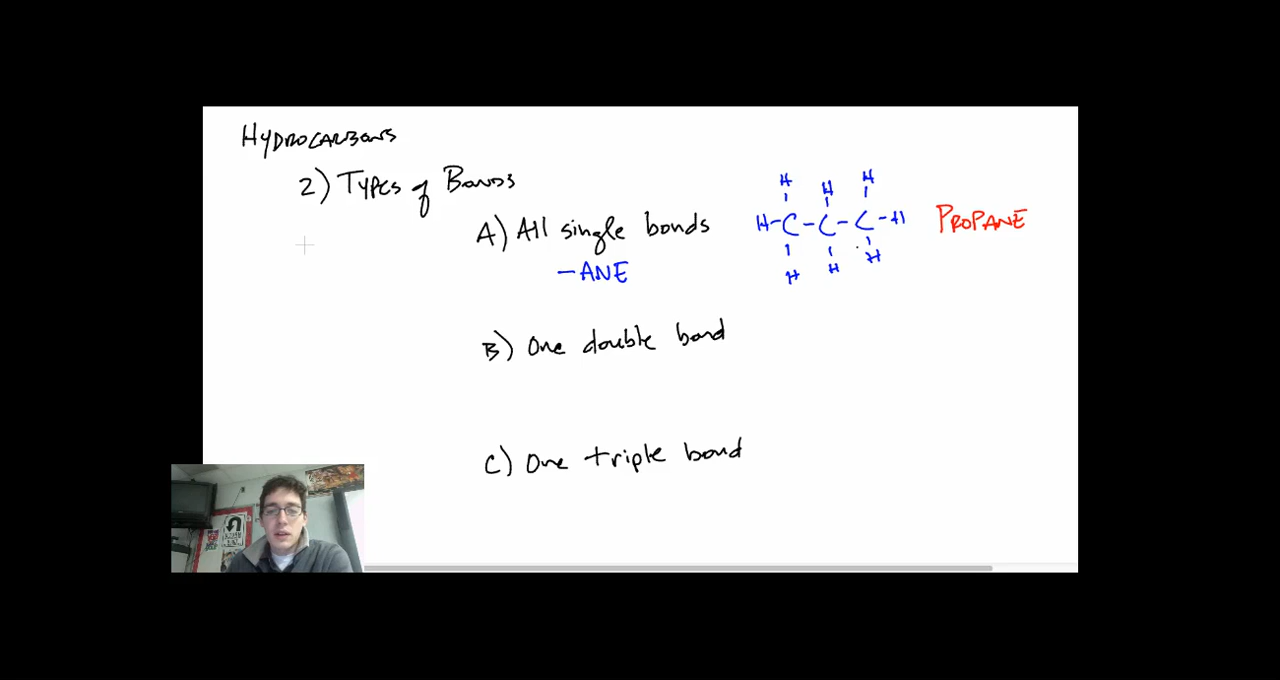 HYDROCARBONS
2) TYPES of BONDS
A) All single bonds
-ANE
H H H
H-C-C-C-H PROPANE
H H H
B) One double bond
C) One triple bond